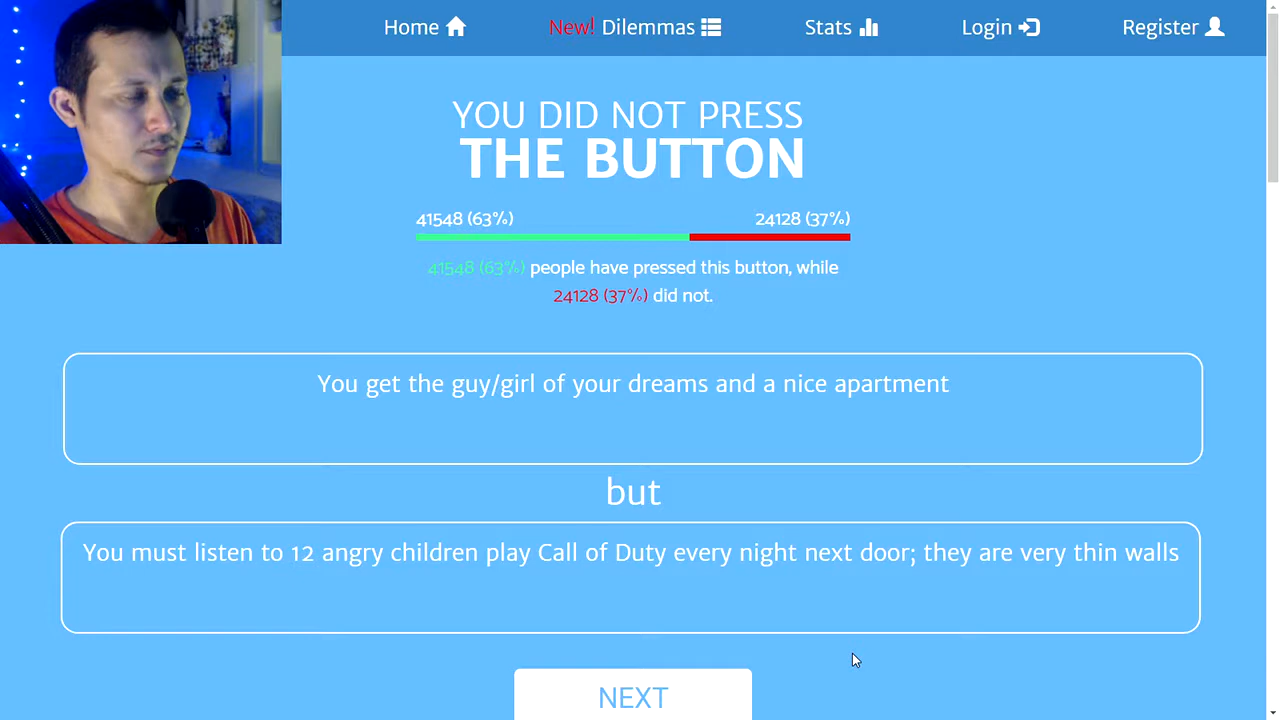 Home New! Dilemmas Stats Login Register
YOU DID NOT PRESS
THE BUTTON
41548 (63%) 24128 (37%)
41548 (63%) people have pressed this button, while
24128 (37%) did not.
You get the guy/girl of your dreams and a nice apartment
but
You must listen to 12 angry children play Call of Duty every night next door; they are very thin walls
NEXT